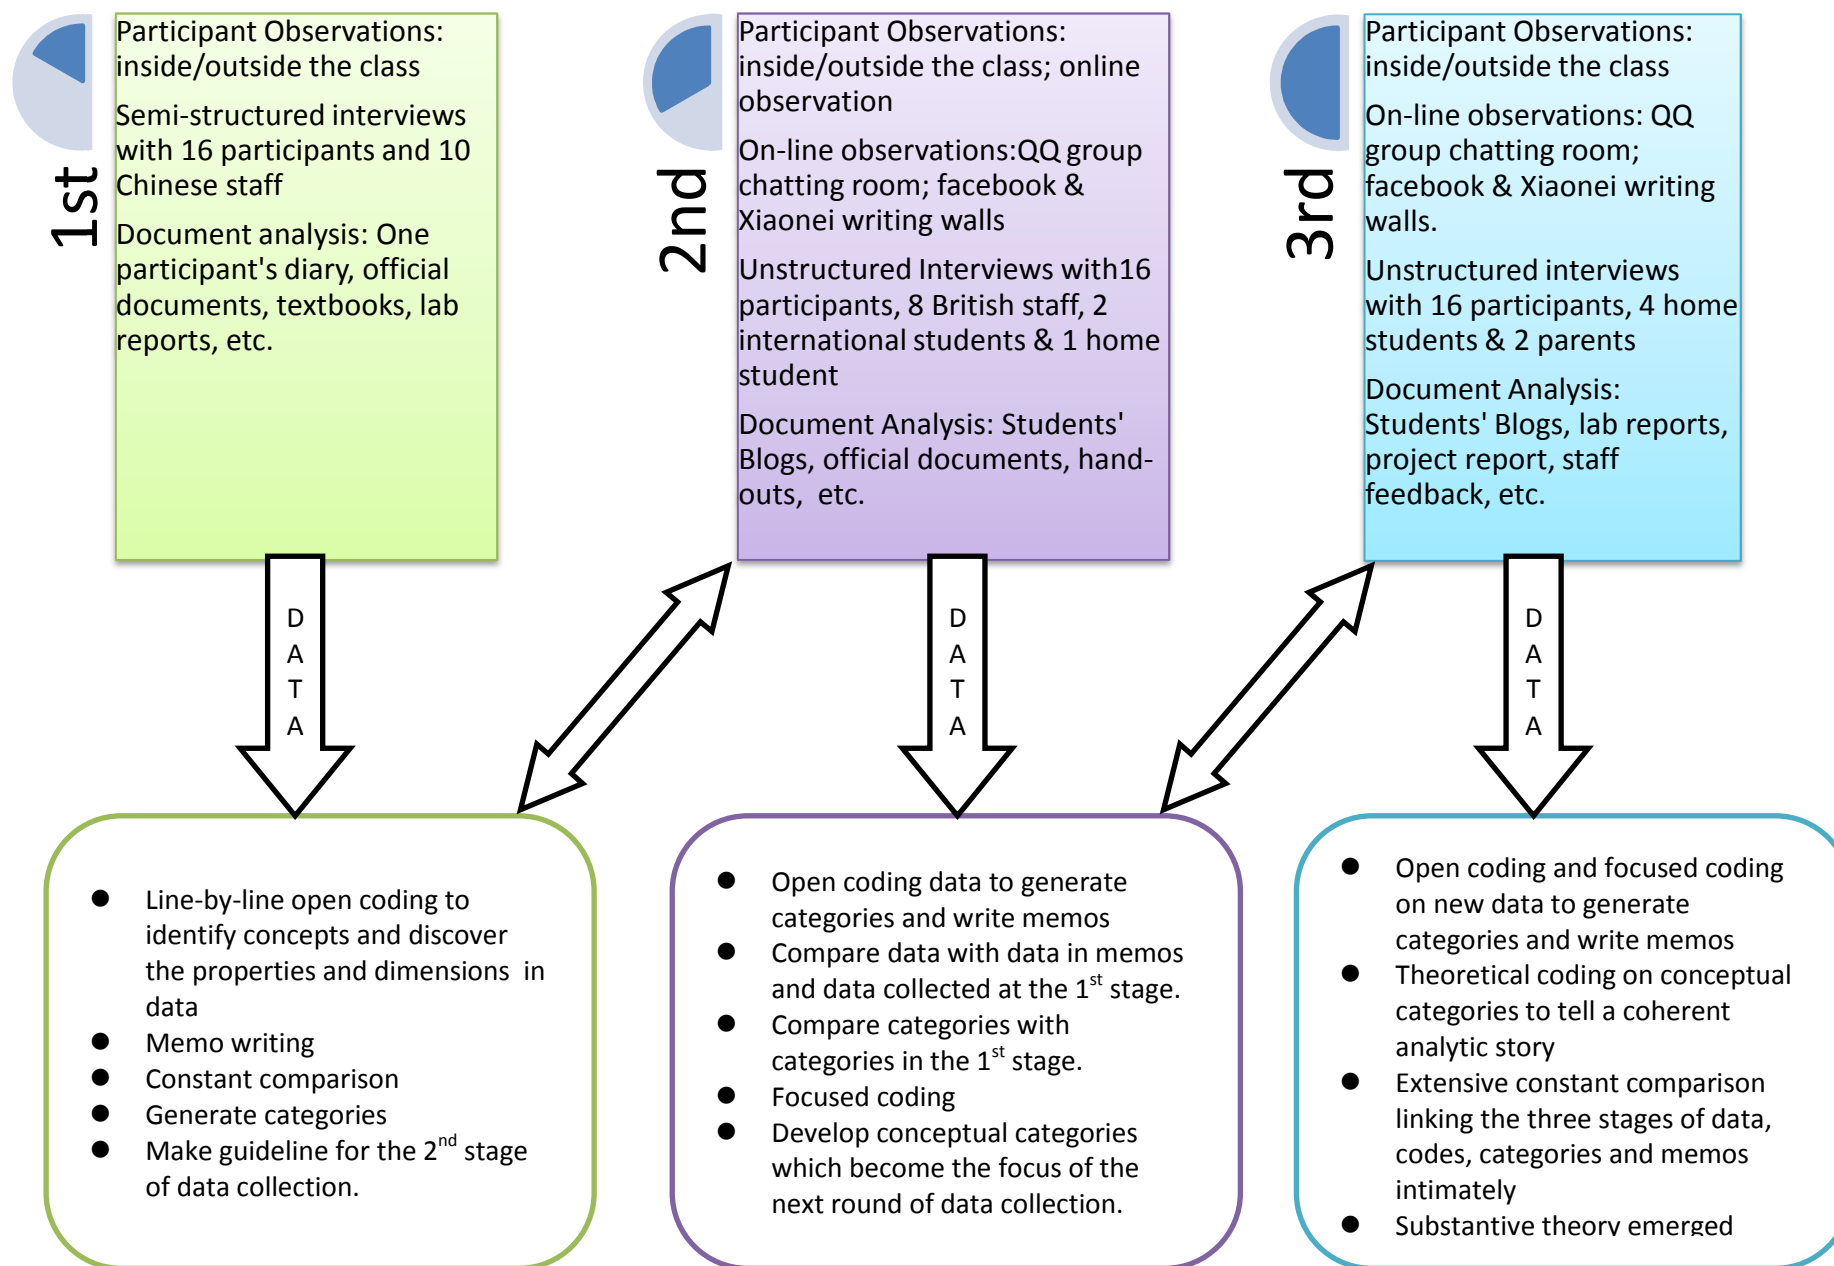 1st
Participant Observations:
inside/outside the class
Semi-structured interviews
with 16 participants and 10
Chinese staff
Document analysis: One
participant's diary, official
documents, textbooks, lab
reports, etc.
2nd
Participant Observations:
inside/outside the class; online
observation
On-line observations:QQ group
chatting room; facebook &
Xiaonei writing walls
Unstructured Interviews with16
participants, 8 British staff, 2
international students & 1 home
student
Document Analysis: Students'
Blogs, official documents, hand-
outs,  etc.
3rd
Participant Observations:
inside/outside the class
On-line observations: QQ
group chatting room;
facebook & Xiaonei writing
walls.
Unstructured interviews
with 16 participants, 4 home
students & 2 parents
Document Analysis:
Students' Blogs, lab reports,
project report, staff
feedback, etc.
D
A
T
A
D
A
T
A
D
A
T
A
● Line-by-line open coding to
identify concepts and discover
the properties and dimensions  in
data
● Memo writing
● Constant comparison
● Generate categories
● Make guideline for the 2nd stage
of data collection.
● Open coding data to generate
categories and write memos
● Compare data with data in memos
and data collected at the 1st stage.
● Compare categories with
categories in the 1st stage.
● Focused coding
● Develop conceptual categories
which become the focus of the
next round of data collection.
● Open coding and focused coding
on new data to generate
categories and write memos
● Theoretical coding on conceptual
categories to tell a coherent
analytic story
● Extensive constant comparison
linking the three stages of data,
codes, categories and memos
intimately
● Substantive theory emerged